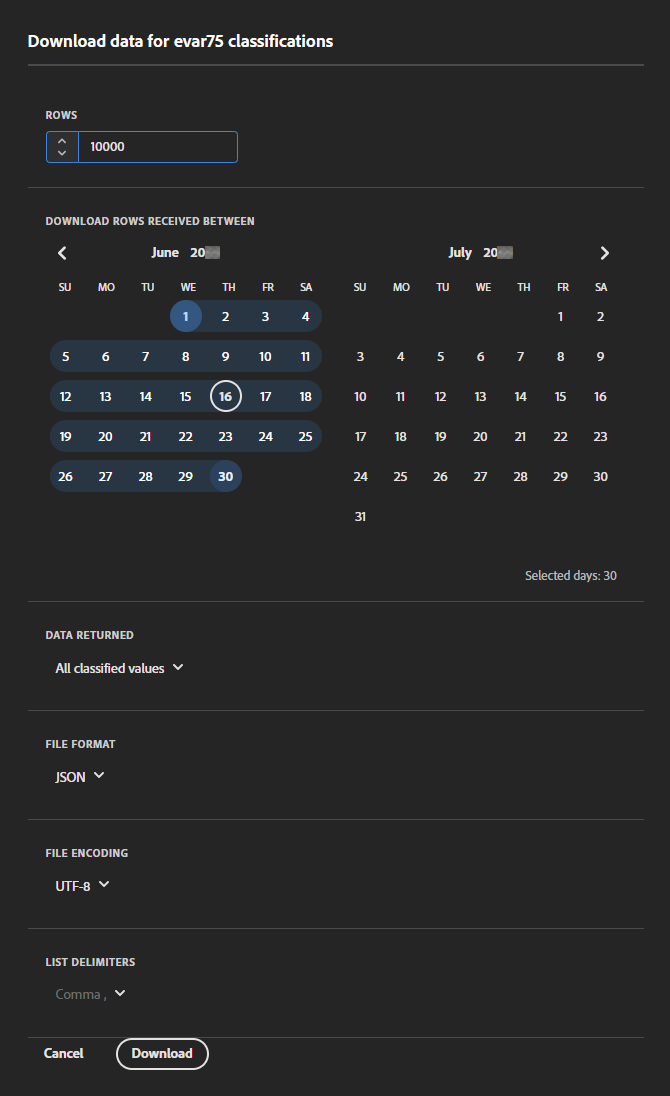 Download data for evar75 classifications
ROWS
10000
DOWNLOAD ROWS RECEIVED BETWEEN
June 20
SU MO TU WE TH FR SA
1 2 3 4
5 6 7 8 9 10 11
12 13 14 15 16 17 18
19 20 21 22 23 24 25
26 27 28 29 30
July 20
SU MO TU WE TH FR SA
1 2
3 4 5 6 7 8 9
10 11 12 13 14 15 16
17 18 19 20 21 22 23
24 25 26 27 28 29 30
31
Selected days: 30
DATA RETURNED
All classified values
FILE FORMAT
JSON
FILE ENCODING
UTF-8
LIST DELIMITERS
Comma ,
Cancel Download